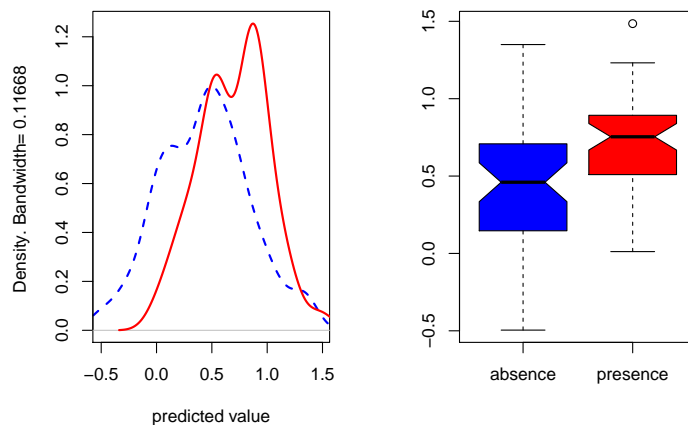 Density. Bandwidth= 0.11668
0.0 0.2 0.4 0.6 0.8 1.0 1.2
−0.5 0.0 0.5 1.0 1.5
predicted value
−0.5 0.0 0.5 1.0 1.5
absence presence